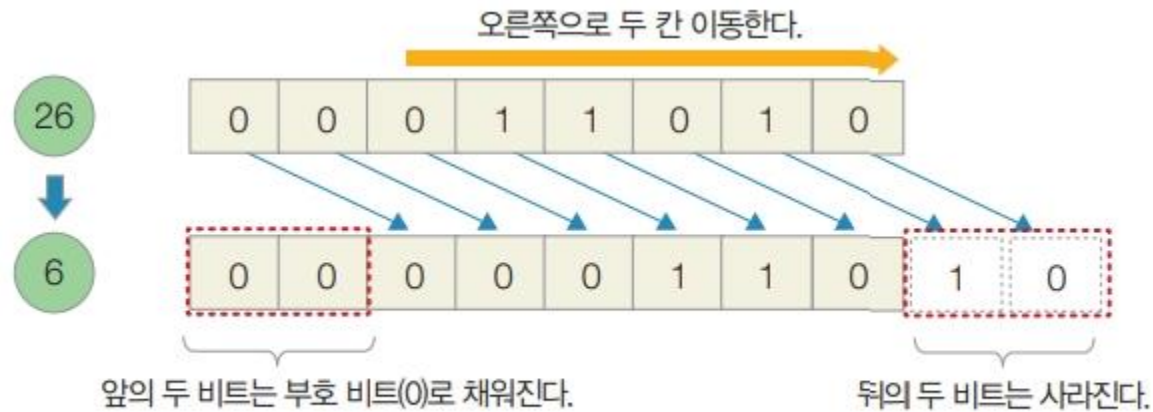 오른쪽으로 두 칸 이동한다.
26 0 0 0 1 1 0 1 0
6 0 0 0 0 0 1 1 0 1 0
앞의 두 비트는 부호 비트(0)로 채워진다. 뒤의 두 비트는 사라진다.